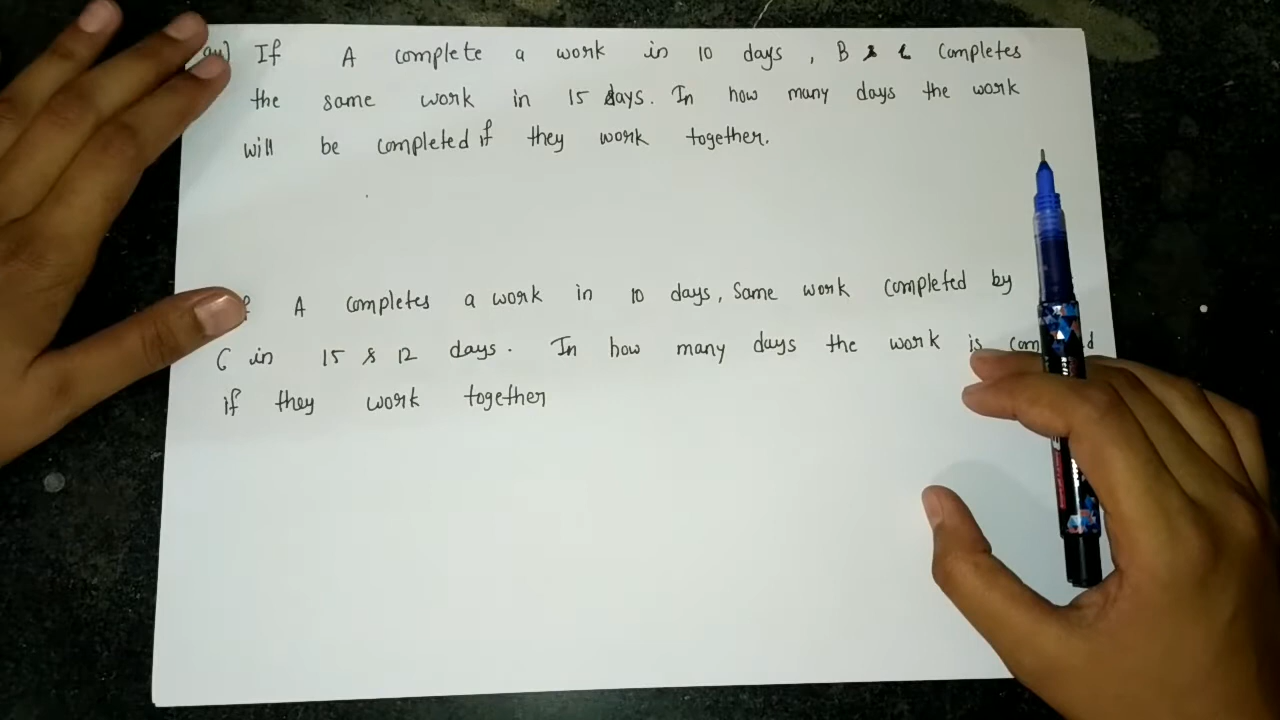 If A complete a work in 10 days, B completes
the same work in 15 days. In how many days the work
will be completed if they work together.
A completes a work in 10 days, Same work completed by
C in 15 & 12 days. In how many days the work is
if they work together